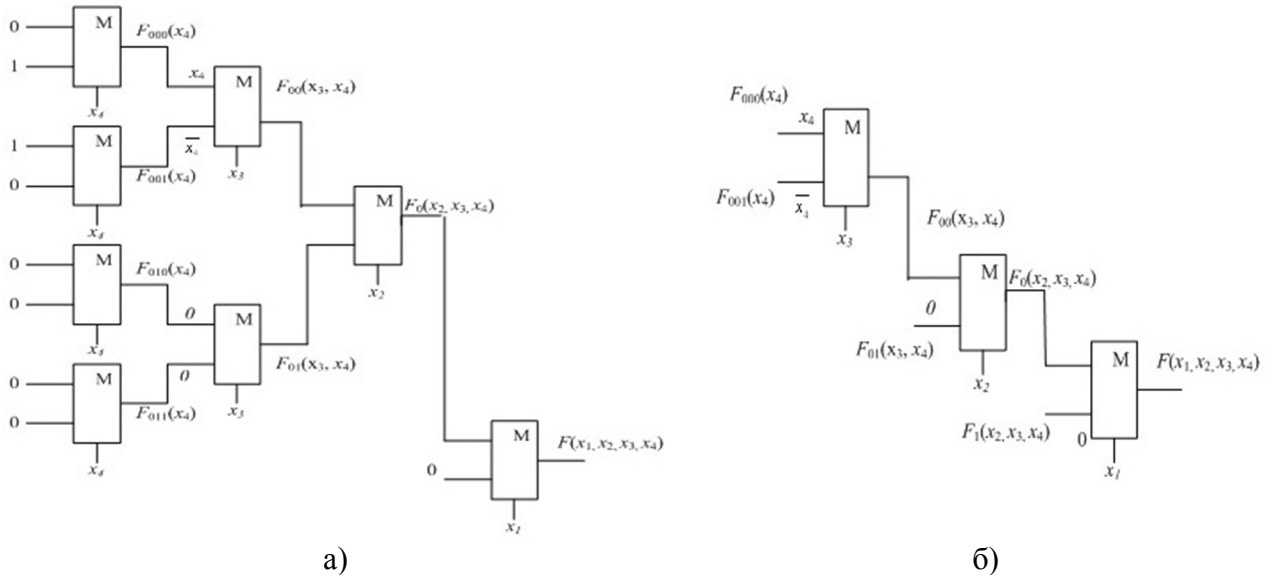 0
M
F₀₀₀(x₄)
1
x₄
x₄
M
F₀₀(x₃, x₄)
1
M
x̄₄
F₀₀₁(x₄)
0
x₃
x₄
M
F₀(x₂, x₃, x₄)
0
M
F₀₁₀(x₄)
0
x₂
0
M
x₄
0
F₀₁(x₃, x₄)
0
M
F₀₁₁(x₄)
x₃
0
x₄
M
F(x₁, x₂, x₃, x₄)
0
x₁
а)
F₀₀₀(x₄)
x₄
M
F₀₀₁(x₄)
x̄₄
x₃
F₀₀(x₃, x₄)
M
F₀(x₂, x₃, x₄)
0
F₀₁(x₃, x₄)
x₂
M
F(x₁, x₂, x₃, x₄)
F₁(x₂, x₃, x₄)
0
x₁
б)